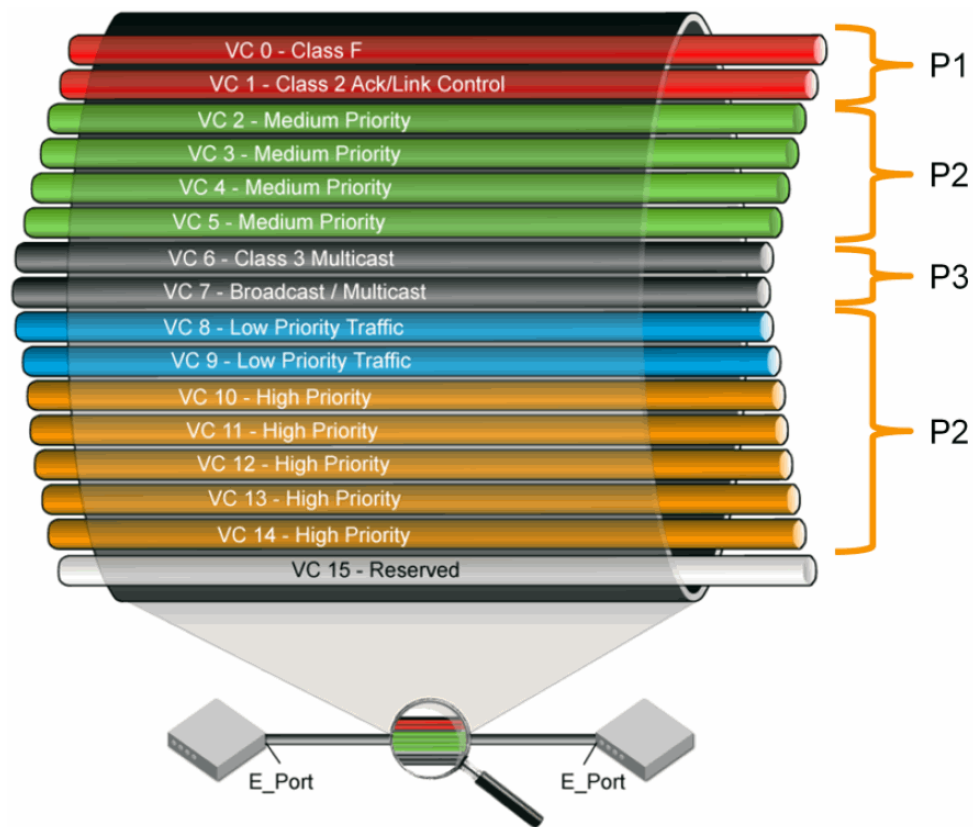 VC 0 - Class F
VC 1 - Class 2 Ack/Link Control
P1
VC 2 - Medium Priority
VC 3 - Medium Priority
VC 4 - Medium Priority
VC 5 - Medium Priority
P2
VC 6 - Class 3 Multicast
VC 7 - Broadcast / Multicast
P3
VC 8 - Low Priority Traffic
VC 9 - Low Priority Traffic
VC 10 - High Priority
VC 11 - High Priority
VC 12 - High Priority
VC 13 - High Priority
VC 14 - High Priority
P2
VC 15 - Reserved
E_Port
E_Port